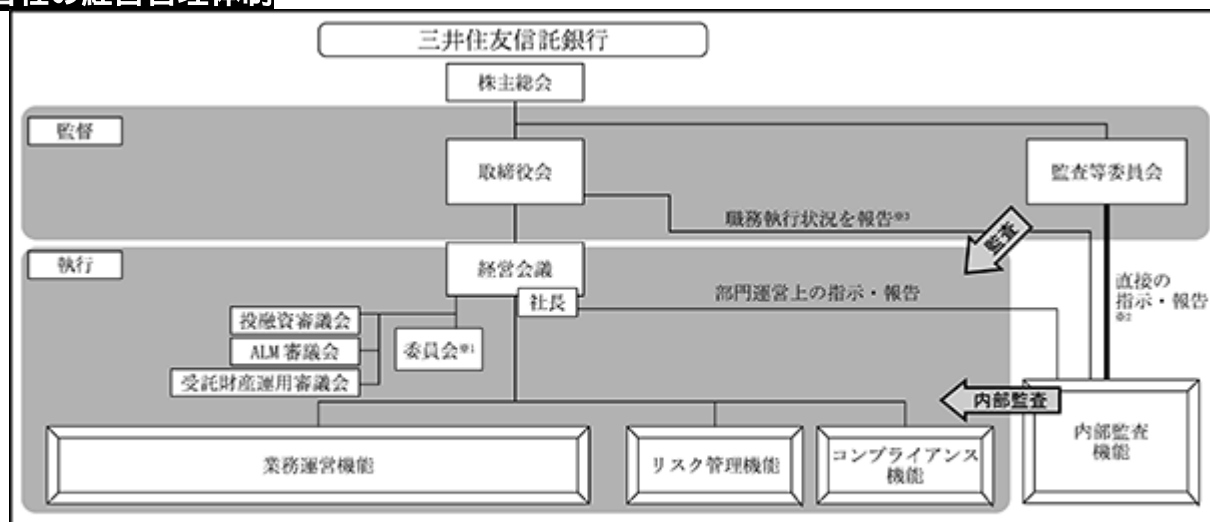 当社の経営管理体制
三井住友信託銀行
株主総会
監督
取締役会
監査等委員会
職務執行状況を報告※3
監査
執行
経営会議
社長
部門運営上の指示・報告
直接の
指示・報告
※2
投融資審議会
ALM審議会
受託財産運用審議会
委員会※1
内部監査
業務運営機能
リスク管理機能
コンプライアンス
機能
内部監査
機能